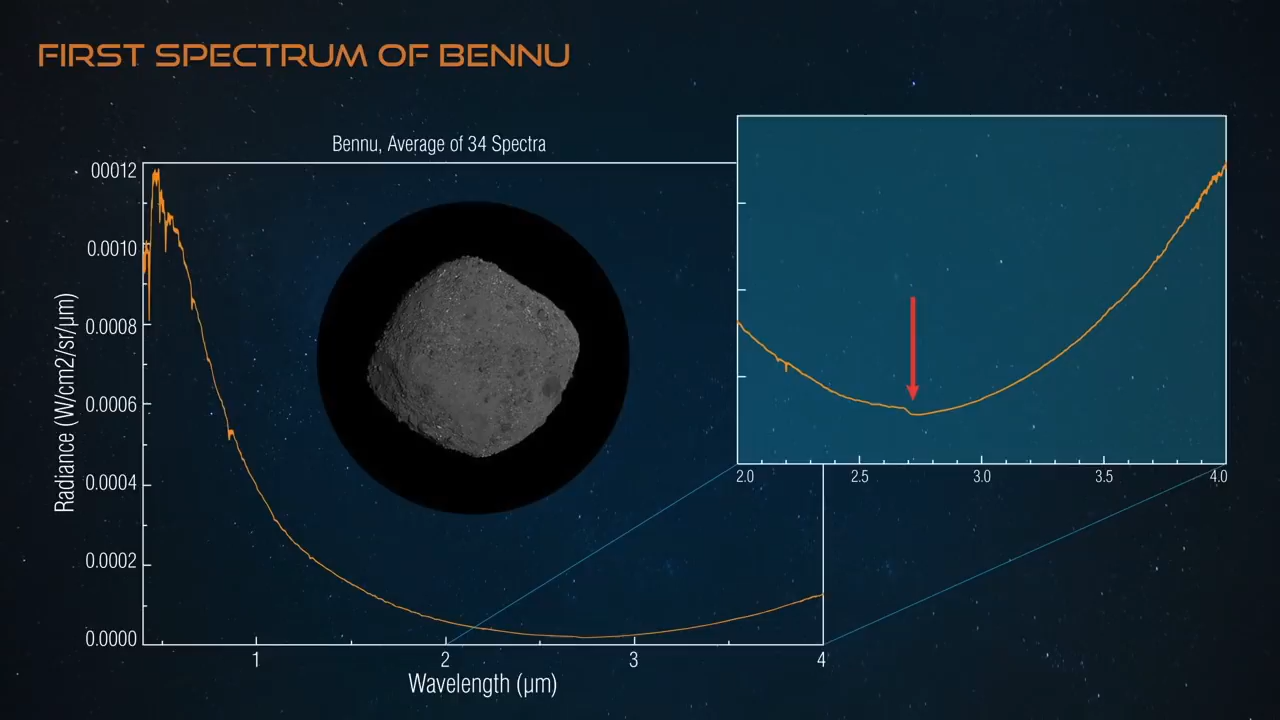 FIRST SPECTRUM OF BENNU
Bennu, Average of 34 Spectra
00012
0.0010
0.0008
0.0006
0.0004
0.0002
0.0000
Radiance (W/cm2/sr/µm)
1 2 3 4
Wavelength (µm)
2.0 2.5 3.0 3.5 4.0